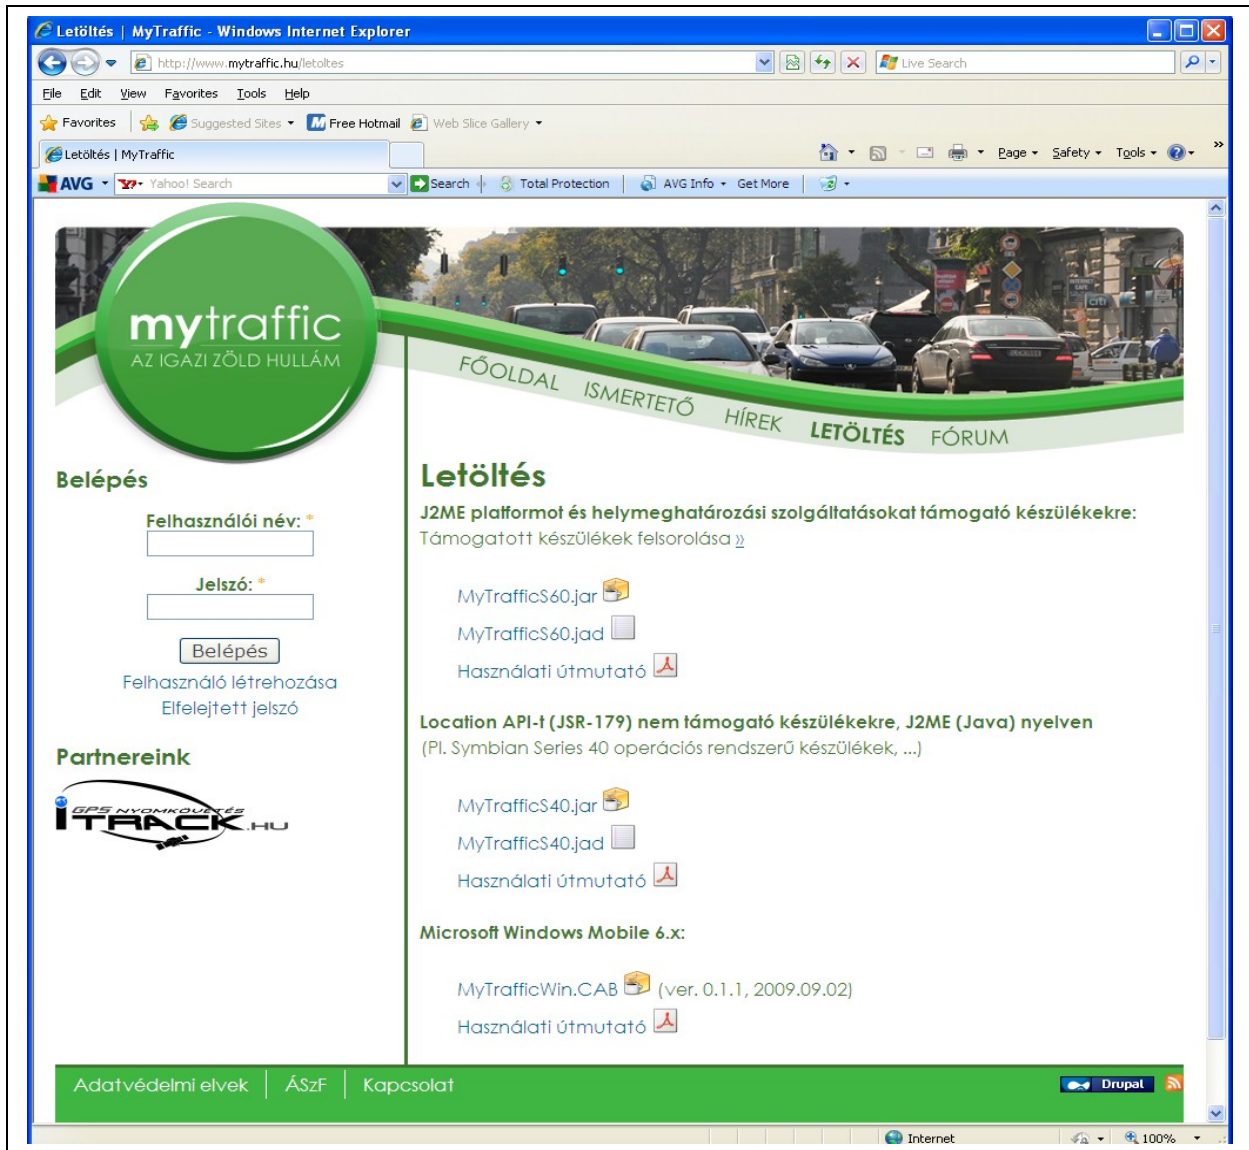 Letöltés | MyTraffic - Windows Internet Explorer
http://www.mytraffic.hu/letoltes
Live Search
File Edit View Favorites Tools Help
Favorites Suggested Sites Free Hotmail Web Slice Gallery
Letöltés | MyTraffic
Page Safety Tools
AVG Yahoo! Search Search Total Protection AVG Info Get More
mytraffic
AZ IGAZI ZÖLD HULLÁM
FŐOLDAL ISMERTETŐ HÍREK LETÖLTÉS FÓRUM
Belépés
Felhasználói név: *
Jelszó: *
Belépés
Felhasználó létrehozása
Elfelejtett jelszó
Partnereink
GPS NYOMKÖVETÉS
iTRACK.HU
Letöltés
J2ME platformot és helymeghatározási szolgáltatásokat támogató készülékekre:
Támogatott készülékek felsorolása »
MyTrafficS60.jar
MyTrafficS60.jad
Használati útmutató
Location API-t (JSR-179) nem támogató készülékekre, J2ME (Java) nyelven
(Pl. Symbian Series 40 operációs rendszerű készülékek, ...)
MyTrafficS40.jar
MyTrafficS40.jad
Használati útmutató
Microsoft Windows Mobile 6.x:
MyTrafficWin.CAB (ver. 0.1.1, 2009.09.02)
Használati útmutató
Adatvédelmi elvek | ÁSzF | Kapcsolat
Drupal
Internet
100%